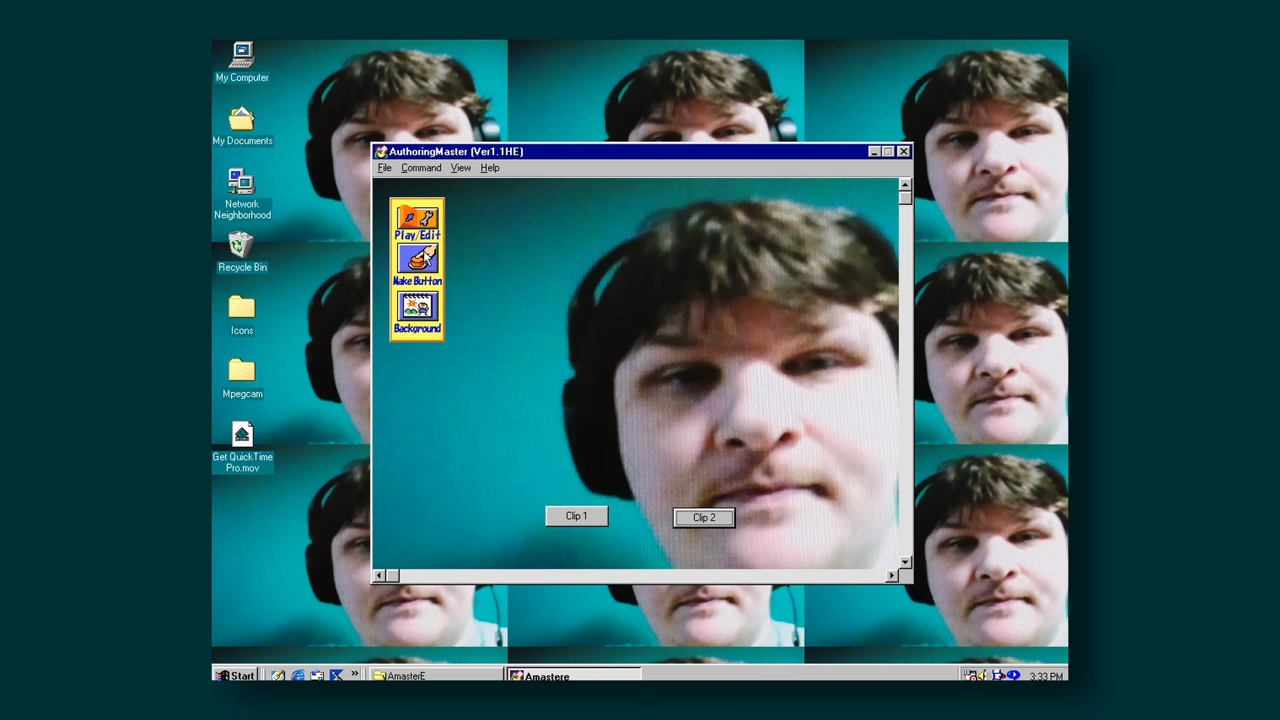 My Computer
My Documents
Network
Neighborhood
Recycle Bin
Icons
Mpegcam
Get QuickTime
Pro.mov
AuthoringMaster (Ver1.1HE)
File Command View Help
Play/Edit
Make Button
Background
Clip 1
Clip 2
Start
»
AmasterE
Amastere
3:33 PM